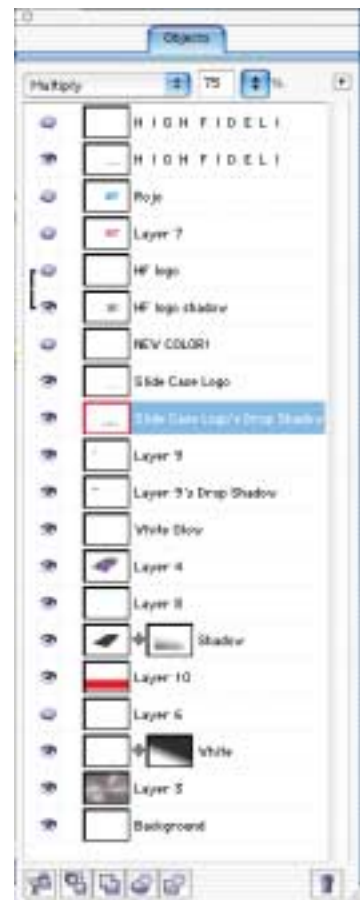 Objects
Multiply 75 %
HIGH FIDELI
HIGH FIDELI
Rojo
Layer 7
HF logo
HF logo shadow
NEW COLOR!
Slide Case Logo
Slide Case Logo's Drop Shadow
Layer 9
Layer 9's Drop Shadow
White Glow
Layer 4
Layer 8
Shadow
Layer 10
Layer 6
White
Layer 3
Background